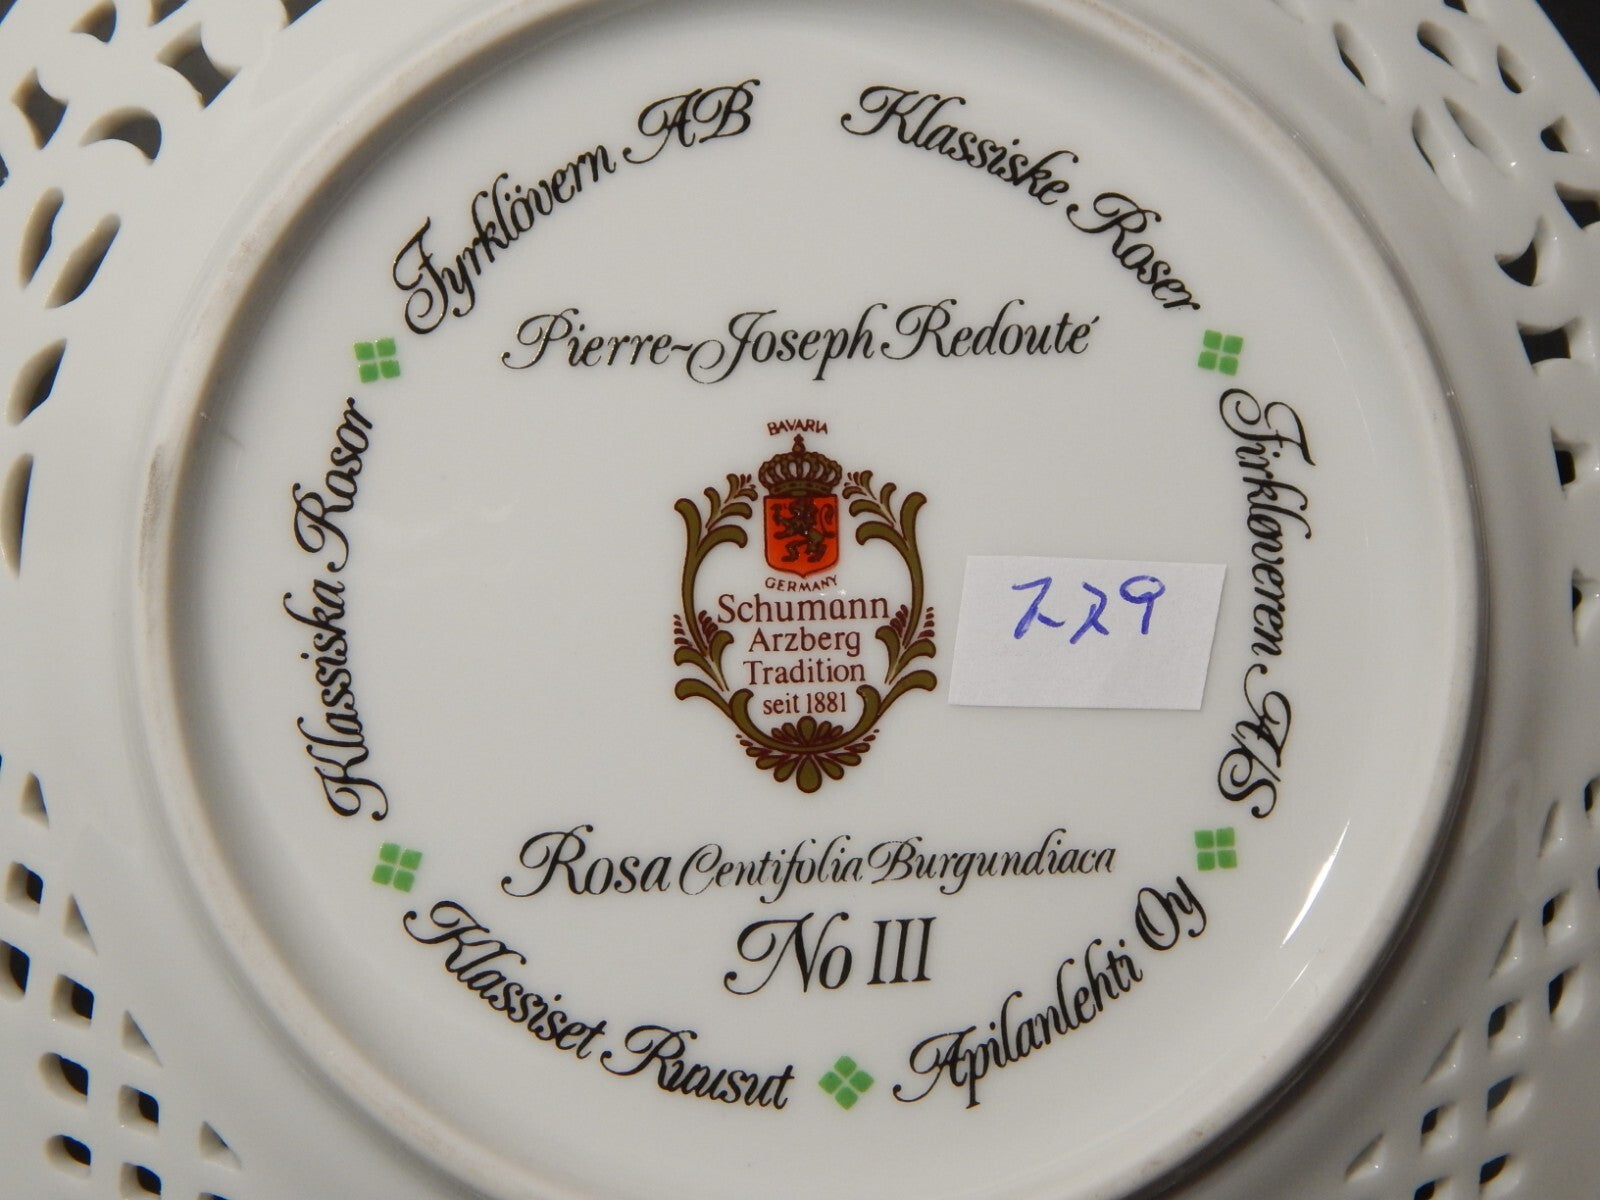 Fyrklövern AB
Klassiske Roser
Pierre-Joseph Redouté
Klassiska Rosor
Firkløveren A/S
BAVARIA
GERMANY
Schumann
Arzberg
Tradition
seit 1881
229
Rosa Centifolia Burgundiaca
No III
Klassiset Ruusut
Apilanlehti Oy